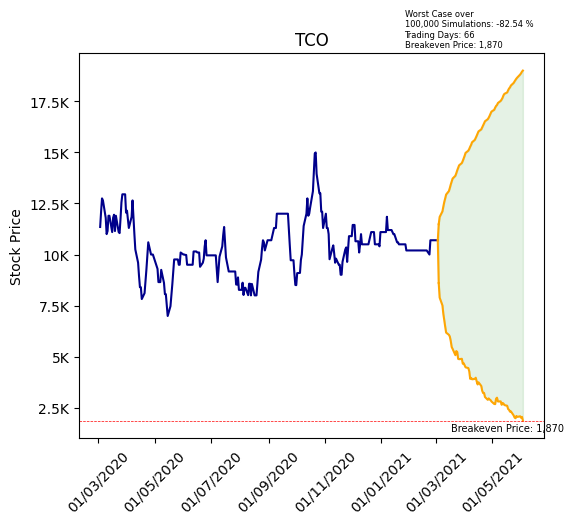 Worst Case over
100,000 Simulations: -82.54 %
Trading Days: 66
Breakeven Price: 1,870
TCO
Stock Price
17.5K
15K
12.5K
10K
7.5K
5K
2.5K
Breakeven Price: 1,870
01/03/2020
01/05/2020
01/07/2020
01/09/2020
01/11/2020
01/01/2021
01/03/2021
01/05/2021